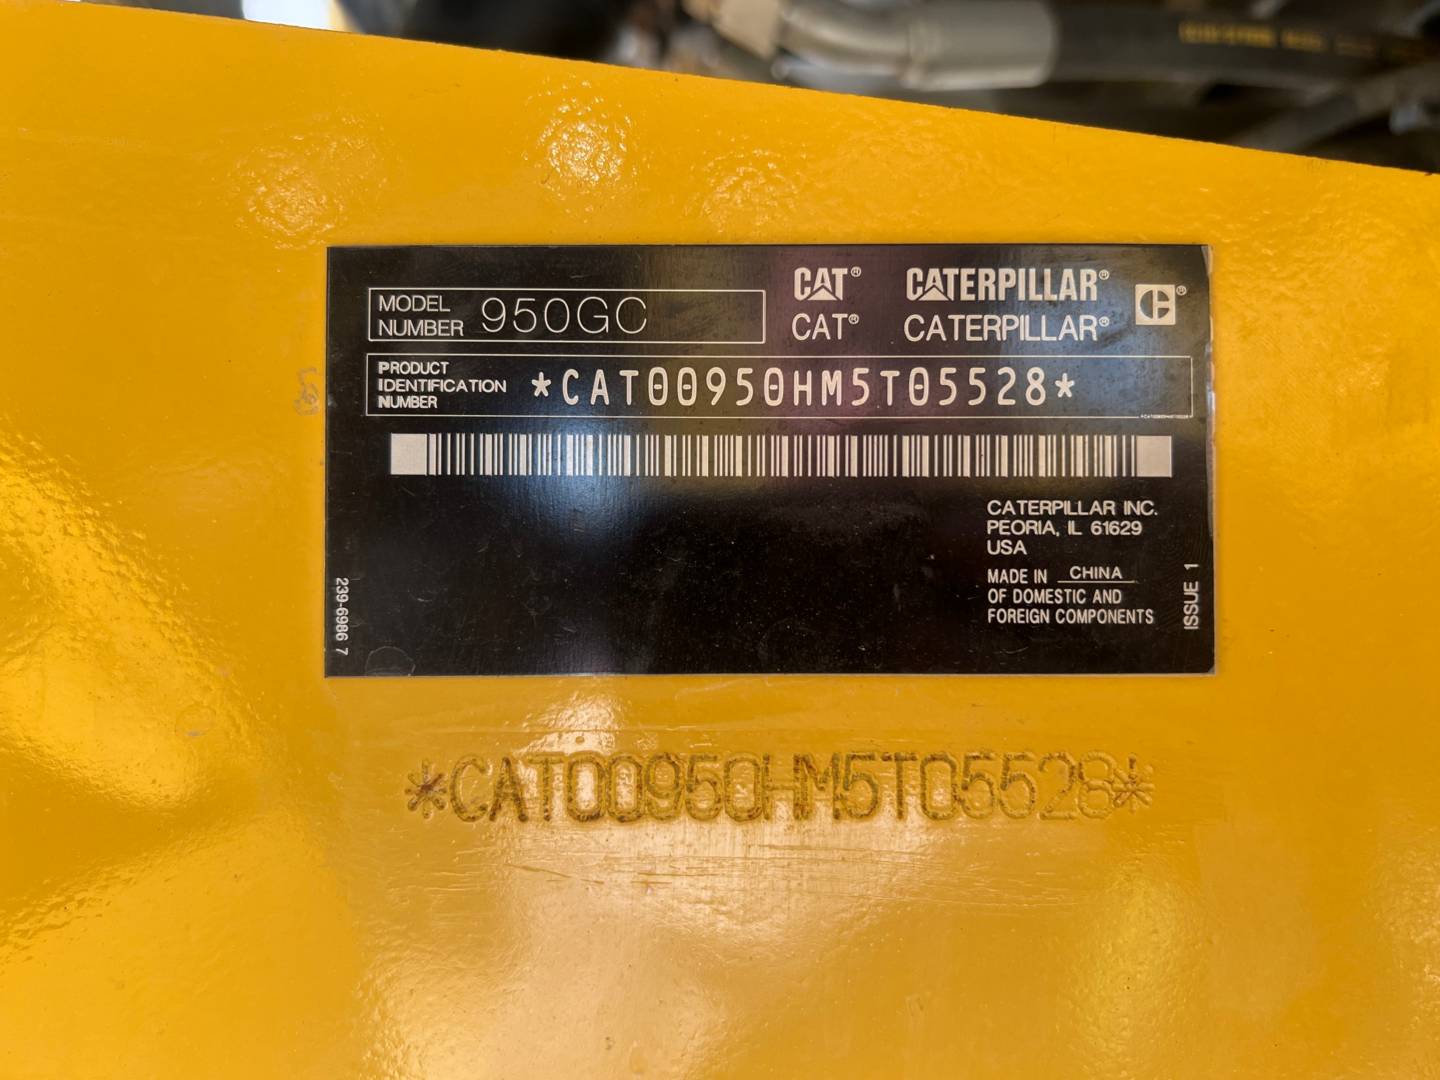 MODEL
NUMBER 950GC
CAT® CATERPILLAR®
CAT® CATERPILLAR®
PRODUCT
IDENTIFICATION
NUMBER
*CAT00950HM5T05528*
CATERPILLAR INC.
PEORIA, IL 61629
USA
MADE IN CHINA
OF DOMESTIC AND
FOREIGN COMPONENTS
ISSUE 1
239-6986 7
*CAT00950HM5T05528*